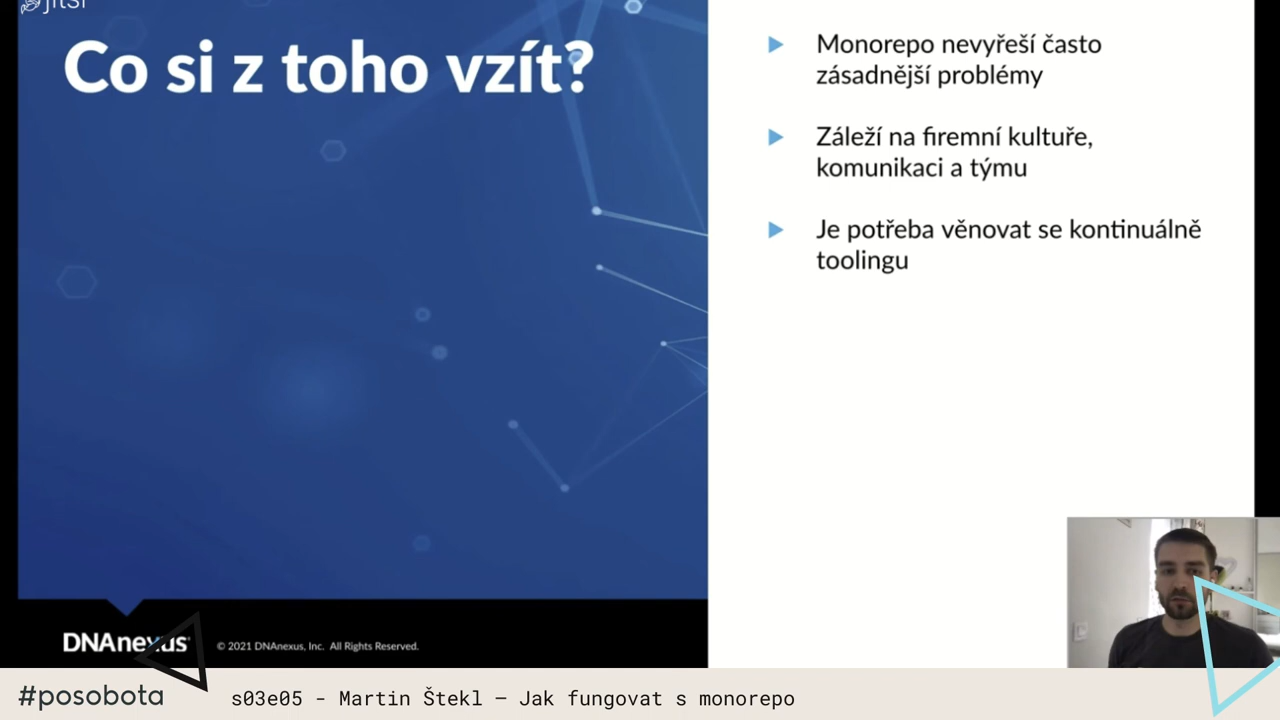 jitsi
Co si z toho vzít?
Monorepo nevyřeší často
zásadnější problémy
Záleží na firemní kultuře,
komunikaci a týmu
Je potřeba věnovat se kontinuálně
toolingu
DNAnexus
© 2021 DNAnexus, Inc. All Rights Reserved.
#posobota
s03e05 - Martin Štekl – Jak fungovat s monorepo